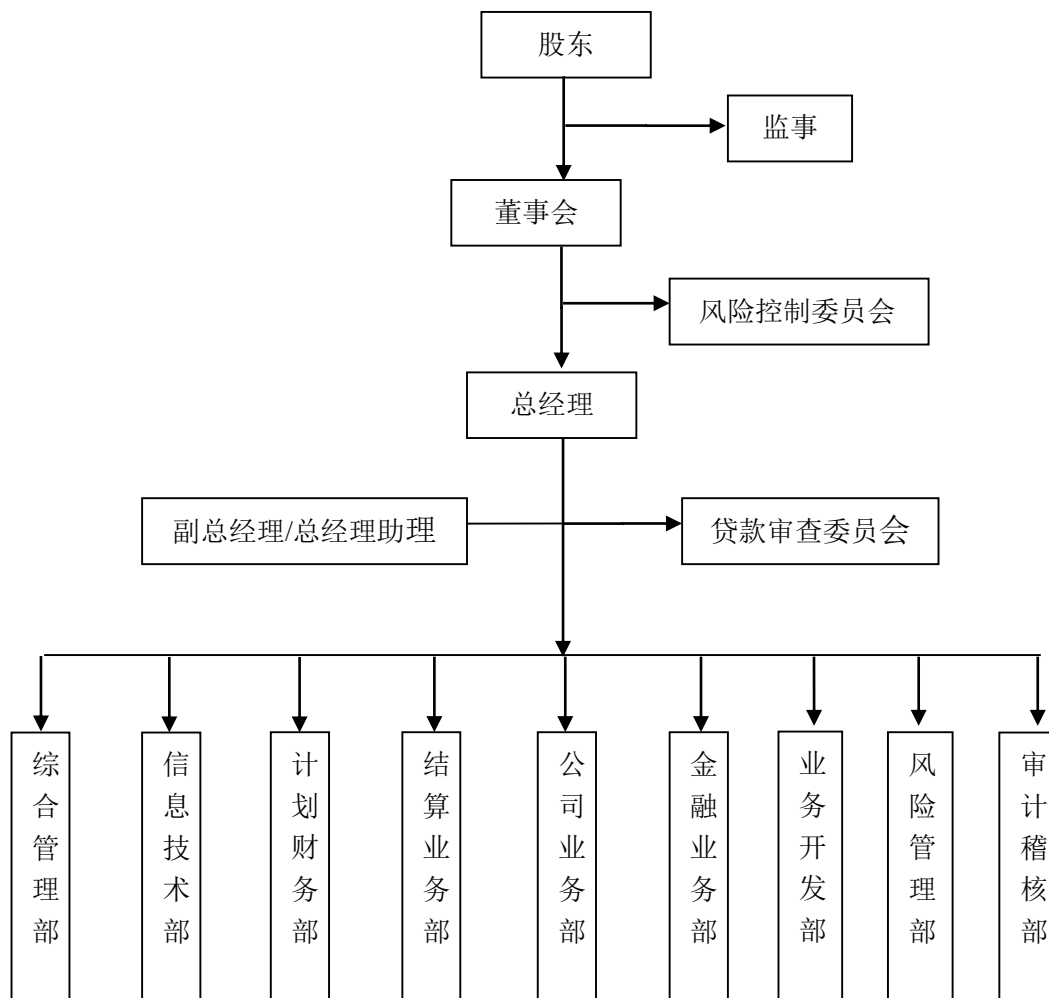 股东
监事
董事会
风险控制委员会
总经理
副总经理/总经理助理
贷款审查委员会
综合管理部
信息技术部
计划财务部
结算业务部
公司业务部
金融业务部
业务开发部
风险管理部
审计稽核部